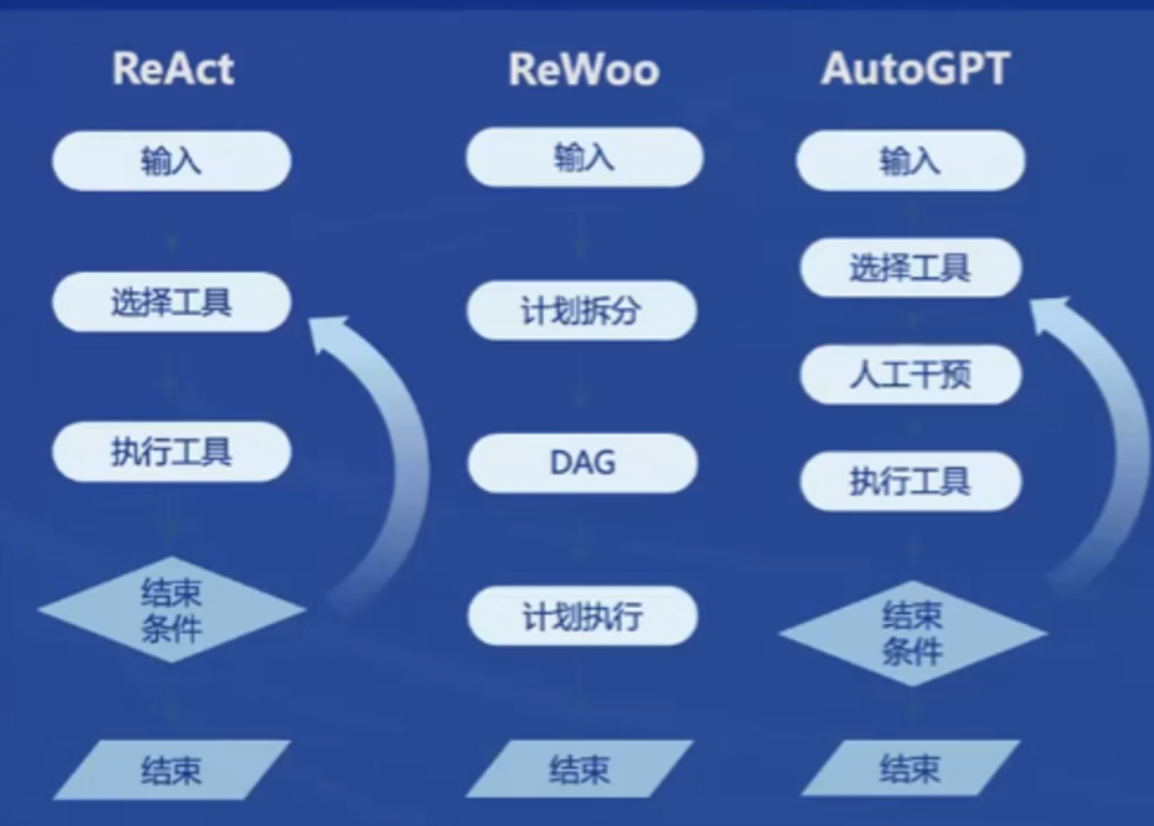 ReAct
输入
选择工具
执行工具
结束
条件
结束
ReWoo
输入
计划拆分
DAG
计划执行
结束
AutoGPT
输入
选择工具
人工干预
执行工具
结束
条件
结束